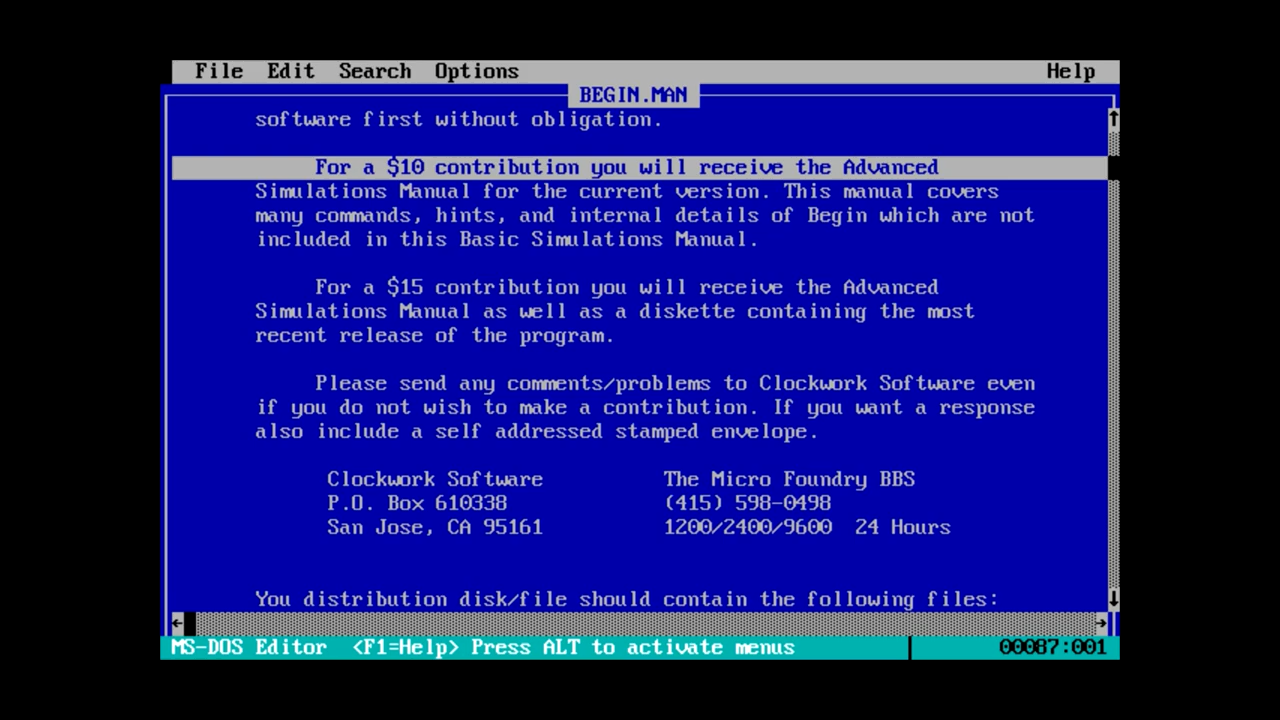 File Edit Search Options Help
BEGIN.MAN
software first without obligation.
For a $10 contribution you will receive the Advanced
Simulations Manual for the current version. This manual covers
many commands, hints, and internal details of Begin which are not
included in this Basic Simulations Manual.
For a $15 contribution you will receive the Advanced
Simulations Manual as well as a diskette containing the most
recent release of the program.
Please send any comments/problems to Clockwork Software even
if you do not wish to make a contribution. If you want a response
also include a self addressed stamped envelope.
Clockwork Software The Micro Foundry BBS
P.O. Box 610338 (415) 598-0498
San Jose, CA 95161 1200/2400/9600 24 Hours
You distribution disk/file should contain the following files:
MS-DOS Editor <F1=Help> Press ALT to activate menus 00087:001